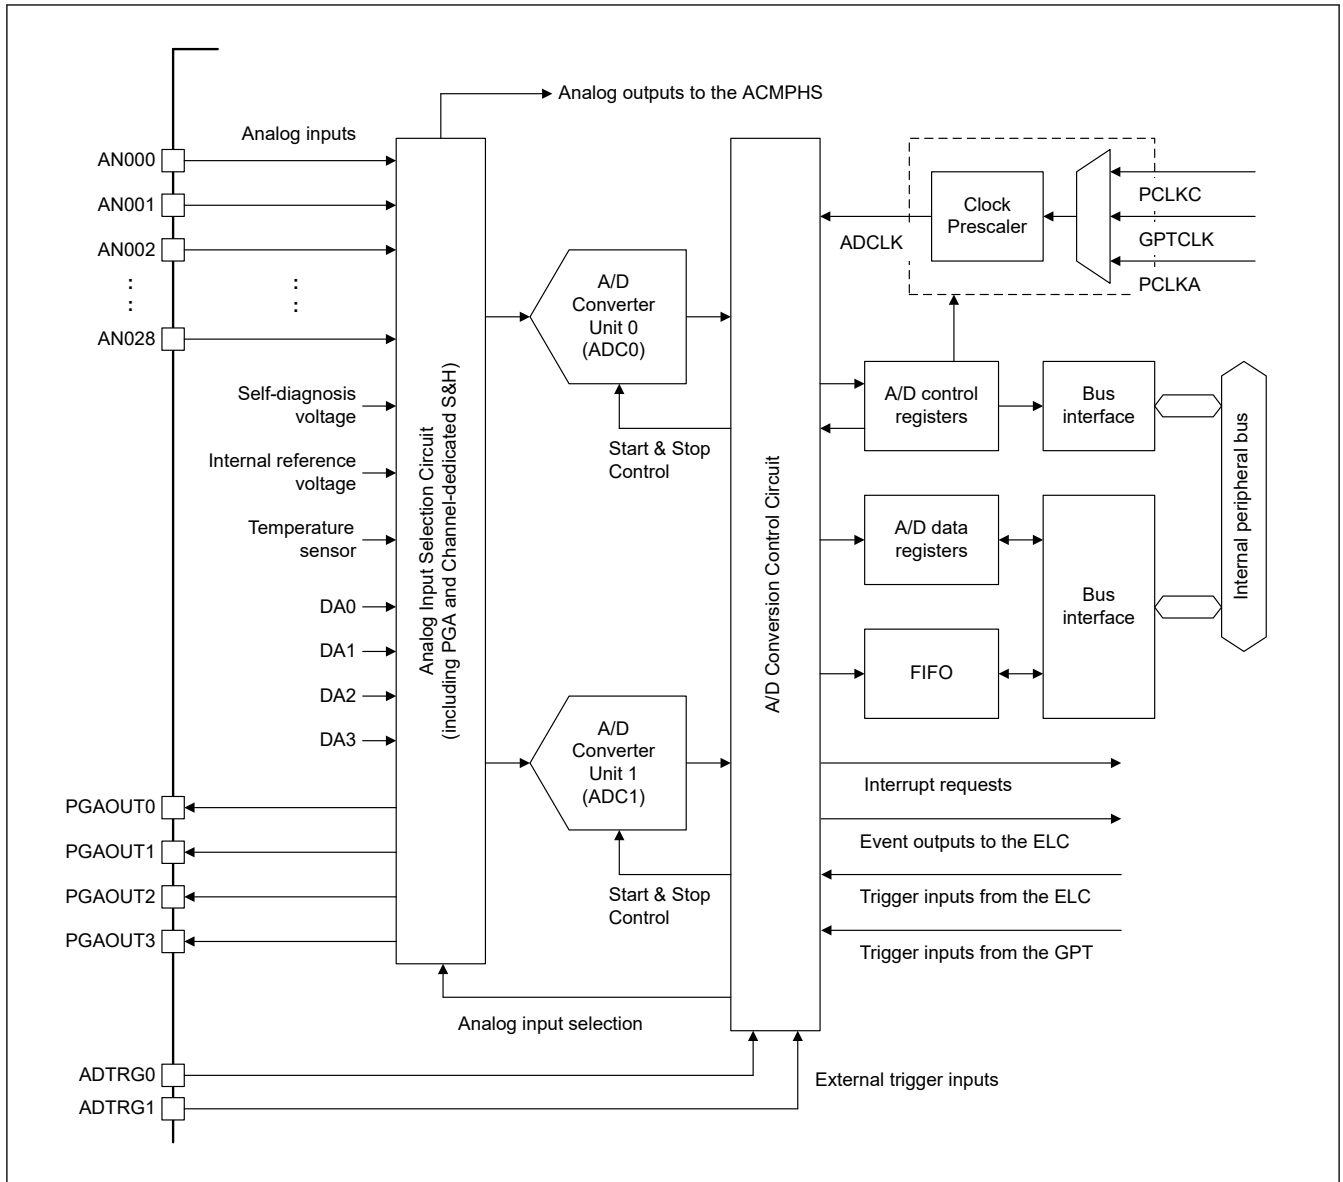 Analog outputs to the ACMPHS
Analog inputs
AN000
AN001
AN002
AN028
Self-diagnosis
voltage
Internal reference
voltage
Temperature
sensor
DA0
DA1
DA2
DA3
PGAOUT0
PGAOUT1
PGAOUT2
PGAOUT3
ADTRG0
ADTRG1
Analog Input Selection Circuit
(including PGA and Channel-dedicated S&H)
A/D
Converter
Unit 0
(ADC0)
Start & Stop
Control
A/D
Converter
Unit 1
(ADC1)
Start & Stop
Control
Analog input selection
A/D Conversion Control Circuit
ADCLK
Clock
Prescaler
PCLKC
GPTCLK
PCLKA
A/D control
registers
Bus
interface
A/D data
registers
Bus
interface
FIFO
Internal peripheral bus
Interrupt requests
Event outputs to the ELC
Trigger inputs from the ELC
Trigger inputs from the GPT
External trigger inputs